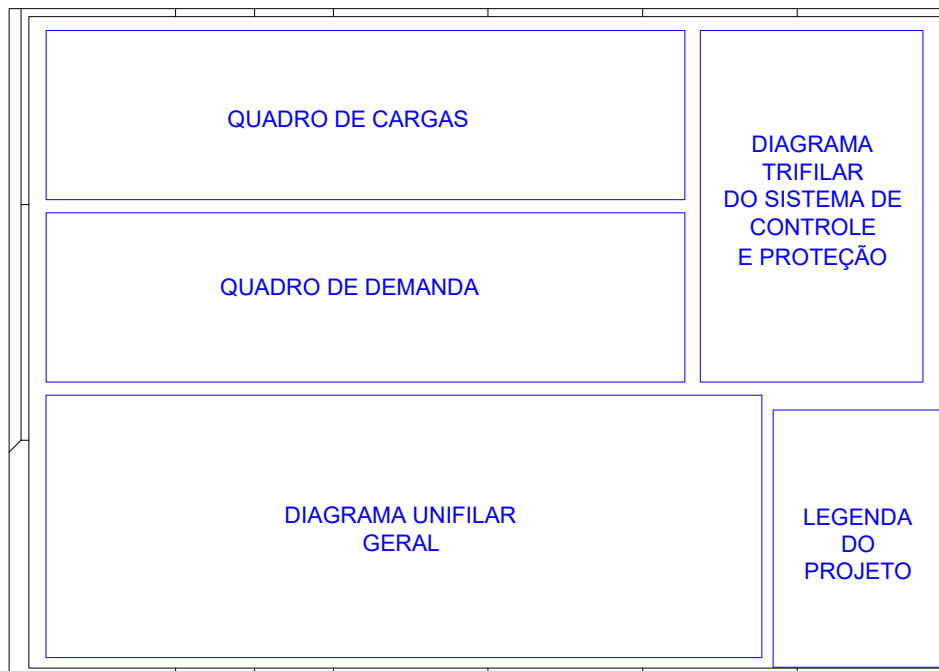 QUADRO DE CARGAS
DIAGRAMA
TRIFILAR
DO SISTEMA DE
CONTROLE
E PROTEÇÃO
QUADRO DE DEMANDA
DIAGRAMA UNIFILAR
GERAL
LEGENDA
DO
PROJETO